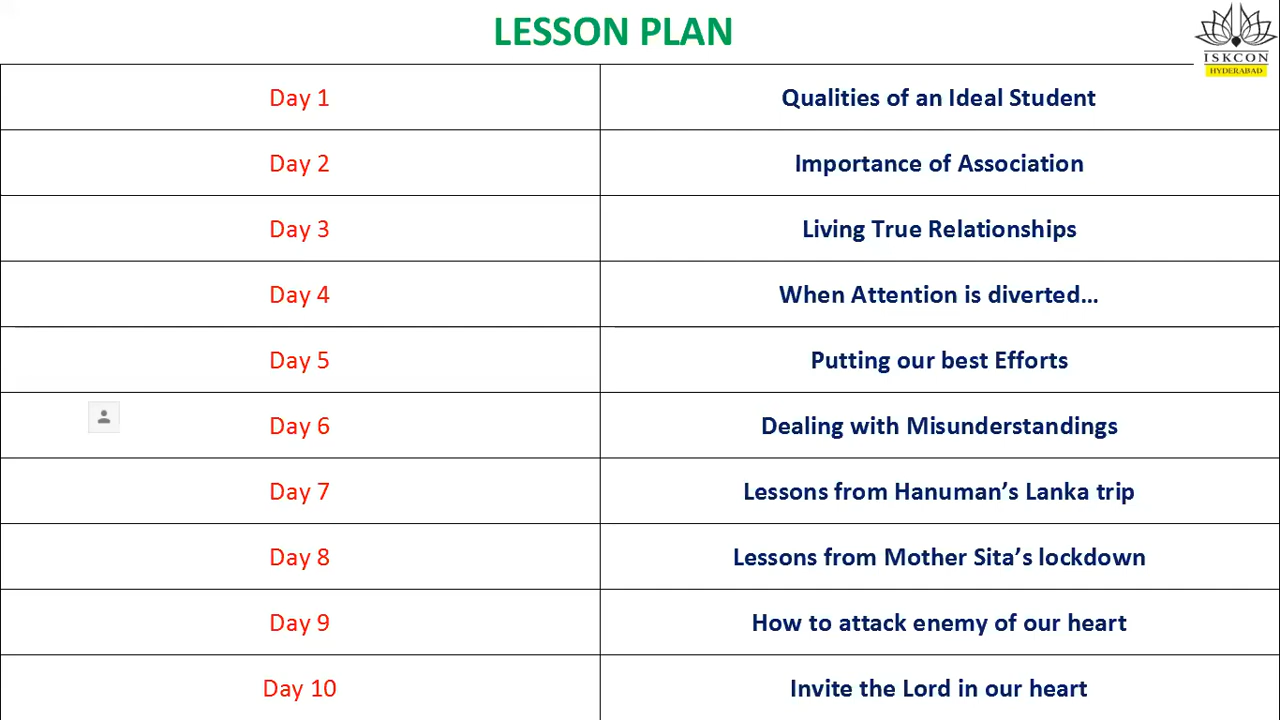 LESSON PLAN
ISKCON
HYDERABAD
Day 1 Qualities of an Ideal Student
Day 2 Importance of Association
Day 3 Living True Relationships
Day 4 When Attention is diverted...
Day 5 Putting our best Efforts
Day 6 Dealing with Misunderstandings
Day 7 Lessons from Hanuman’s Lanka trip
Day 8 Lessons from Mother Sita’s lockdown
Day 9 How to attack enemy of our heart
Day 10 Invite the Lord in our heart